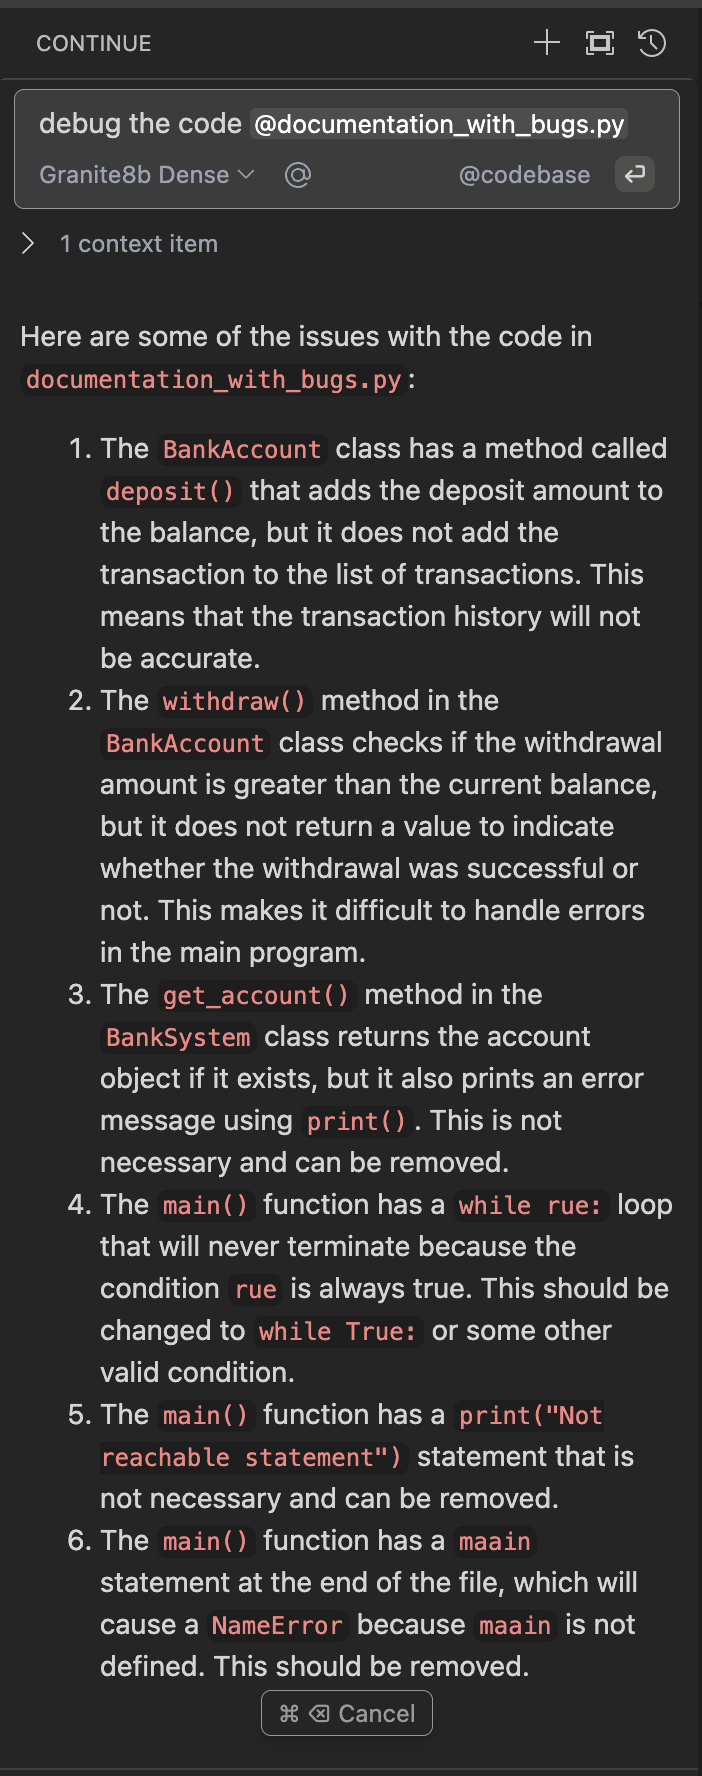 CONTINUE
debug the code @documentation_with_bugs.py
Granite8b Dense @codebase
1 context item
Here are some of the issues with the code in
documentation_with_bugs.py:
1. The BankAccount class has a method called
deposit() that adds the deposit amount to
the balance, but it does not add the
transaction to the list of transactions. This
means that the transaction history will not
be accurate.
2. The withdraw() method in the
BankAccount class checks if the withdrawal
amount is greater than the current balance,
but it does not return a value to indicate
whether the withdrawal was successful or
not. This makes it difficult to handle errors
in the main program.
3. The get_account() method in the
BankSystem class returns the account
object if it exists, but it also prints an error
message using print(). This is not
necessary and can be removed.
4. The main() function has a while rue: loop
that will never terminate because the
condition rue is always true. This should be
changed to while True: or some other
valid condition.
5. The main() function has a print("Not
reachable statement") statement that is
not necessary and can be removed.
6. The main() function has a maain
statement at the end of the file, which will
cause a NameError because maain is not
defined. This should be removed.
⌘ ⌫ Cancel